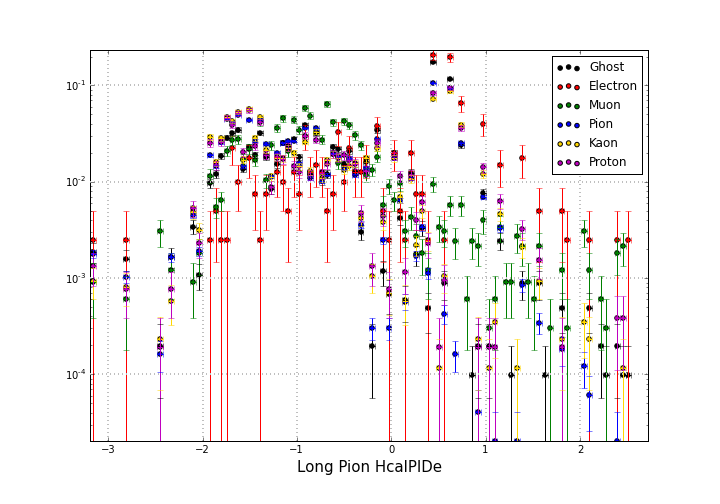 10⁻¹
10⁻²
10⁻³
10⁻⁴
Ghost
Electron
Muon
Pion
Kaon
Proton
−3 −2 −1 0 1 2
Long Pion HcalPIDe